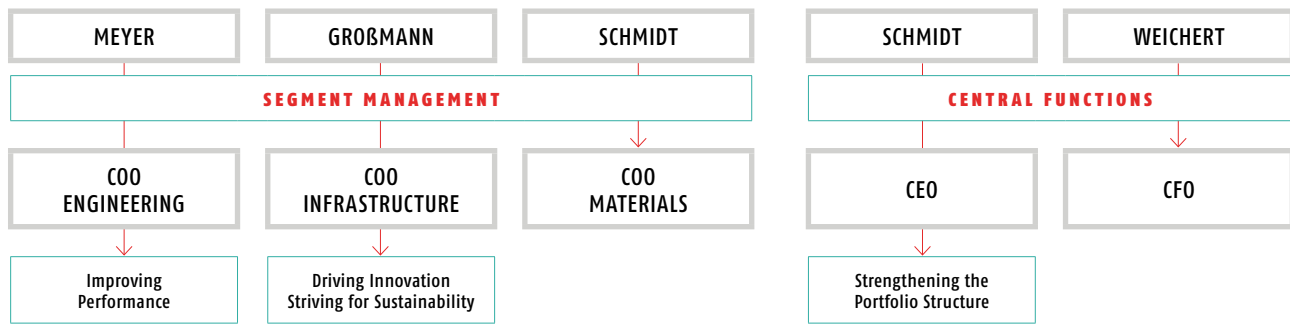 MEYER
GROßMANN
SCHMIDT
SCHMIDT
WEICHERT
SEGMENT MANAGEMENT
CENTRAL FUNCTIONS
COO
ENGINEERING
COO
INFRASTRUCTURE
COO
MATERIALS
CEO
CFO
Improving
Performance
Driving Innovation
Striving for Sustainability
Strengthening the
Portfolio Structure